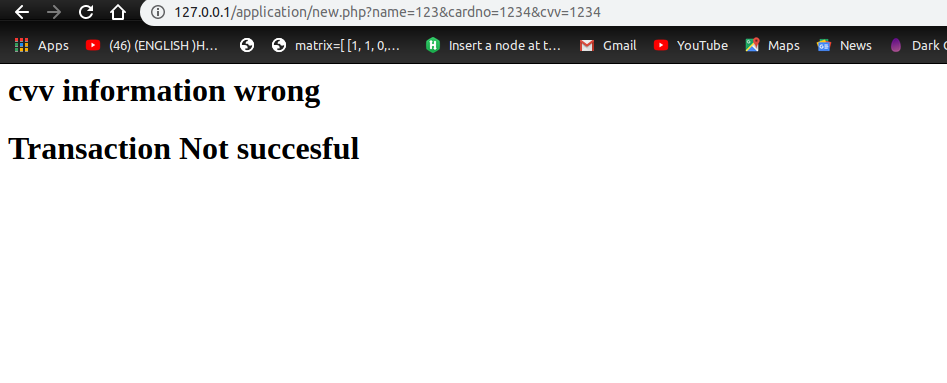 127.0.0.1/application/new.php?name=123&cardno=1234&cvv=1234
Apps (46) (ENGLISH )H... matrix=[ [1, 1, 0,... Insert a node at t... Gmail YouTube Maps News Dark
cvv information wrong
Transaction Not succesful